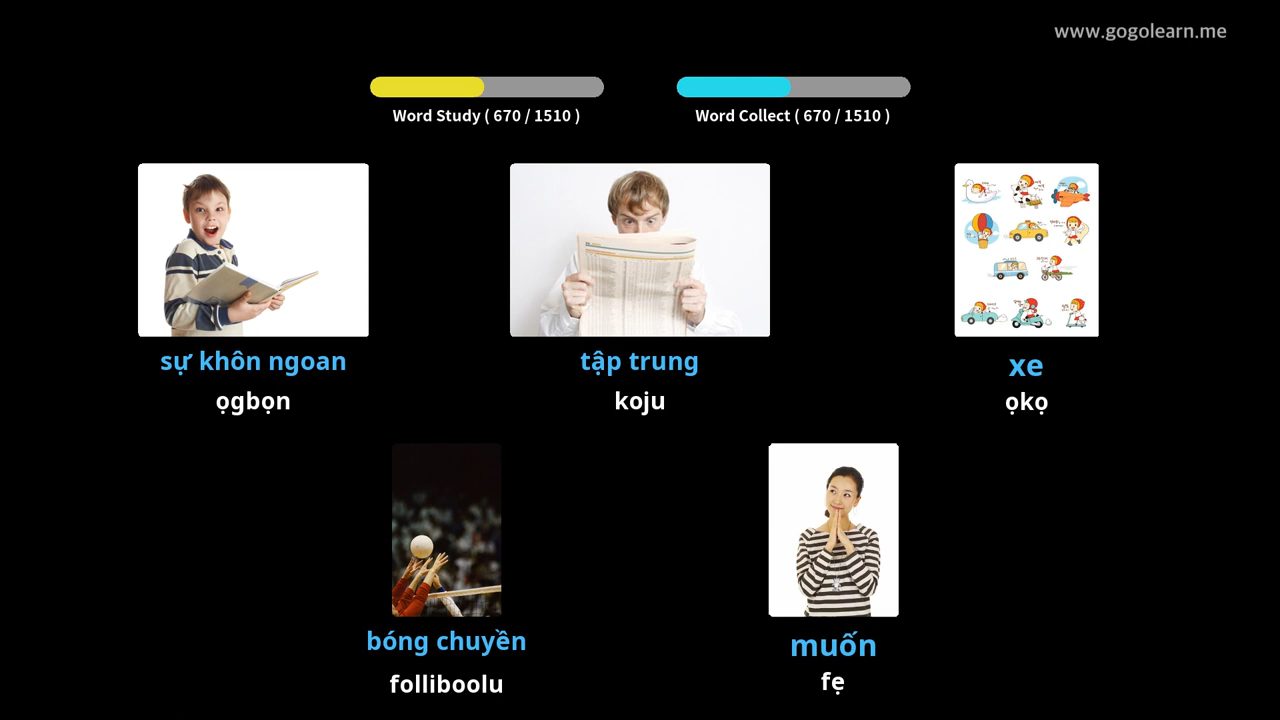 www.gogolearn.me
Word Study ( 670 / 1510 )
Word Collect ( 670 / 1510 )
sự khôn ngoan
ọgbọn
tập trung
koju
xe
ọkọ
bóng chuyền
folliboolu
muốn
fẹ